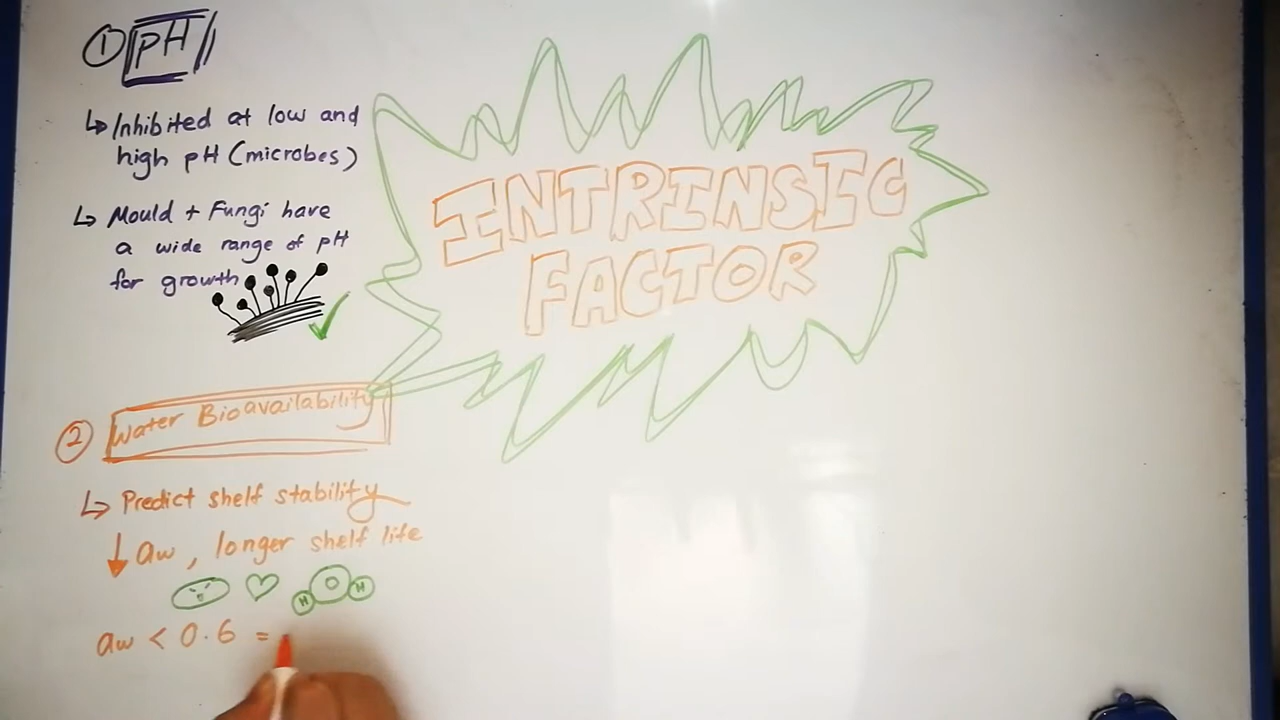 ① pH
↳ Inhibited at low and
high pH (microbes)
↳ Mould + Fungi have
a wide range of pH
for growth
INTRINSIC
FACTOR
② Water Bioavailability
↳ Predict shelf stability
↓ aw, longer shelf life
H O H
aw < 0.6 =